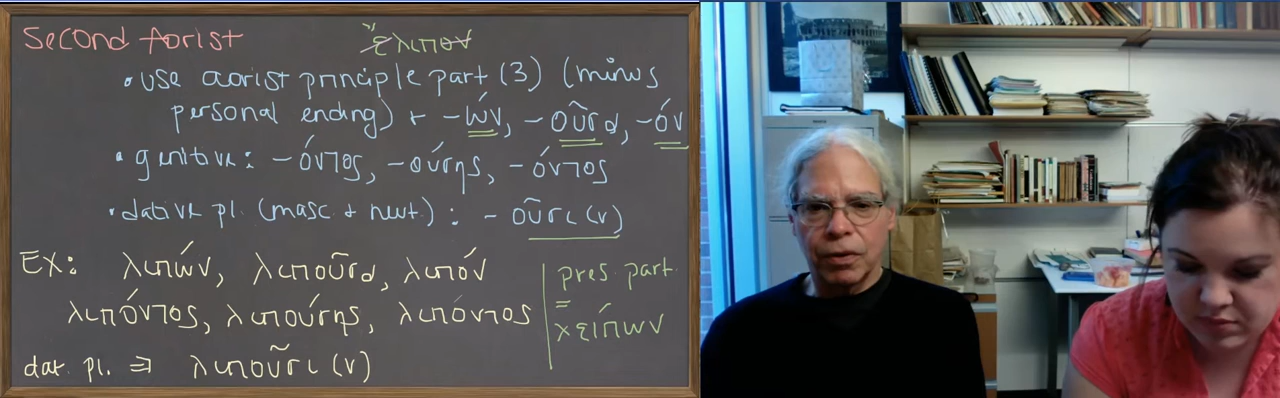 Second Aorist
ἔλιπον
• use aorist principle part (3) (minus
personal ending) + -ών, -οῦσα, -όν
• genitive: -όντος, -ούσης, -όντος
• dative pl. (masc + neut): -οῦσι(ν)
Ex: λιπών, λιποῦσα, λιπόν
λιπόντος, λιπούσης, λιπόντος
dat. pl. ⇒ λιποῦσι(ν)
pres part.
=
λείπων